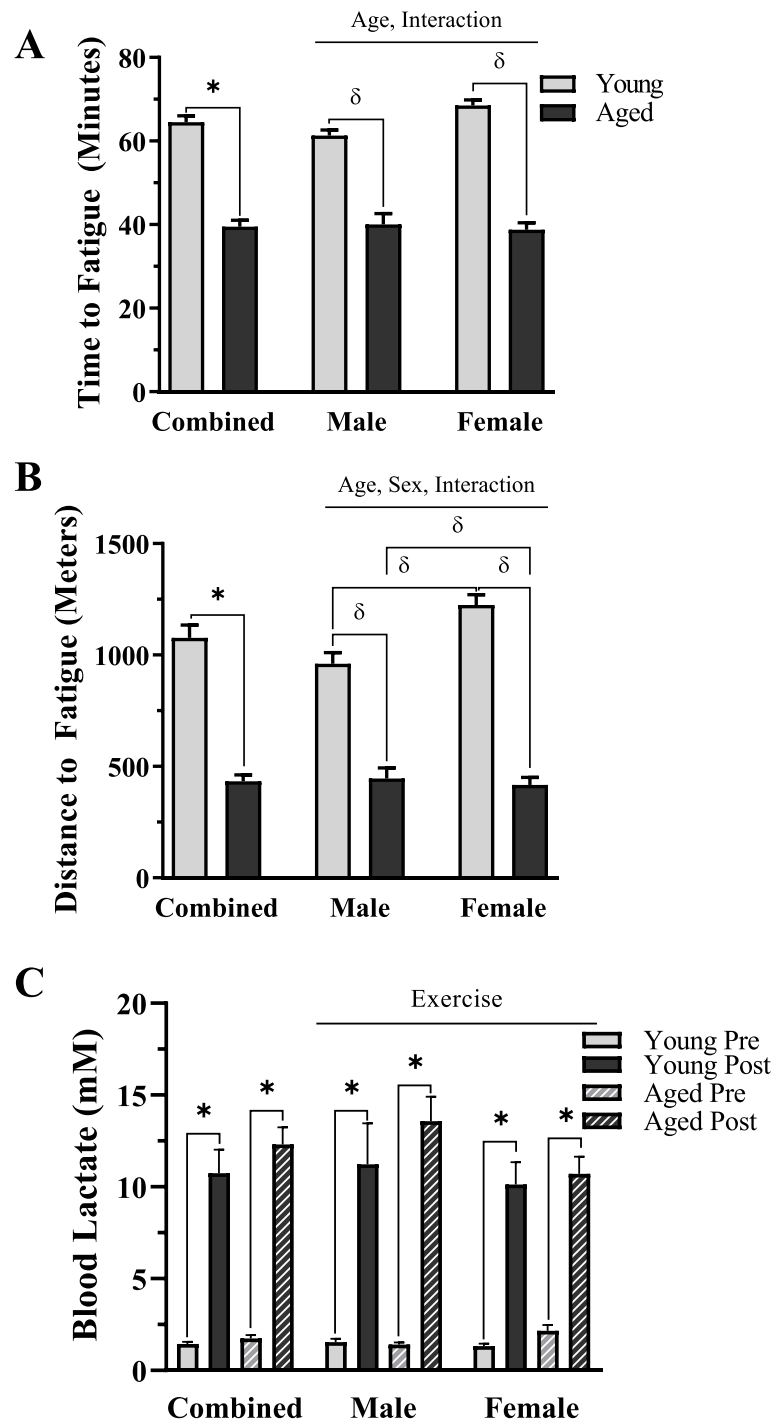 A
Age, Interaction
Time to Fatigue (Minutes)
80
60
40
20
0
*
δ
δ
Young
Aged
Combined
Male
Female
B
Age, Sex, Interaction
Distance to Fatigue (Meters)
1500
1000
500
0
*
δ
δ
δ
δ
Combined
Male
Female
C
Exercise
Blood Lactate (mM)
20
15
10
5
0
*
*
*
*
*
*
Young Pre
Young Post
Aged Pre
Aged Post
Combined
Male
Female